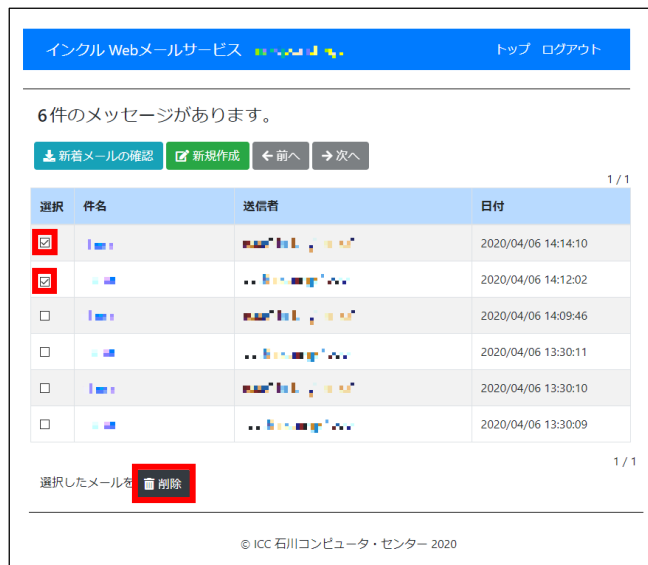 インクル Webメールサービス トップ ログアウト
6件のメッセージがあります。
新着メールの確認 新規作成 前へ 次へ
1 / 1
選択 件名 送信者 日付
2020/04/06 14:14:10
2020/04/06 14:12:02
2020/04/06 14:09:46
2020/04/06 13:30:11
2020/04/06 13:30:10
2020/04/06 13:30:09
1 / 1
選択したメールを 削除
© ICC 石川コンピュータ・センター 2020